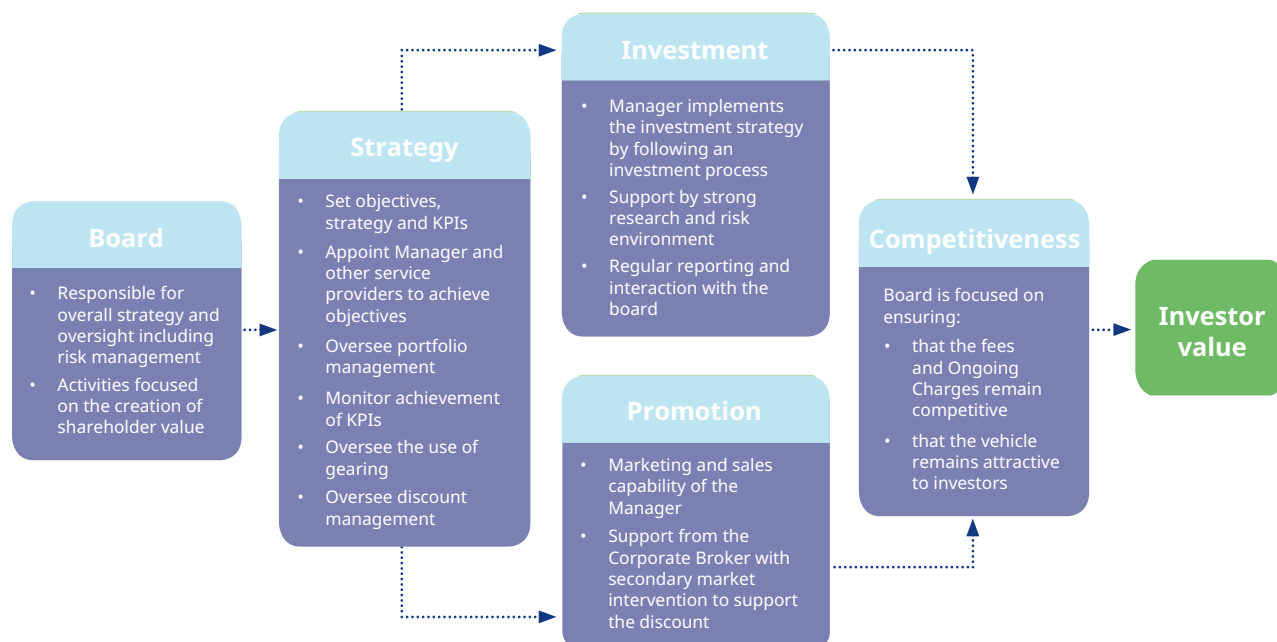 Board
• Responsible for
overall strategy and
oversight including
risk management
• Activities focused
on the creation of
shareholder value
Strategy
• Set objectives,
strategy and KPIs
• Appoint Manager and
other service
providers to achieve
objectives
• Oversee portfolio
management
• Monitor achievement
of KPIs
• Oversee the use of
gearing
• Oversee discount
management
Investment
• Manager implements
the investment strategy
by following an
investment process
• Support by strong
research and risk
environment
• Regular reporting and
interaction with the
board
Promotion
• Marketing and sales
capability of the
Manager
• Support from the
Corporate Broker with
secondary market
intervention to support
the discount
Competitiveness
Board is focused on
ensuring:
• that the fees
and Ongoing
Charges remain
competitive
• that the vehicle
remains attractive
to investors
Investor
value